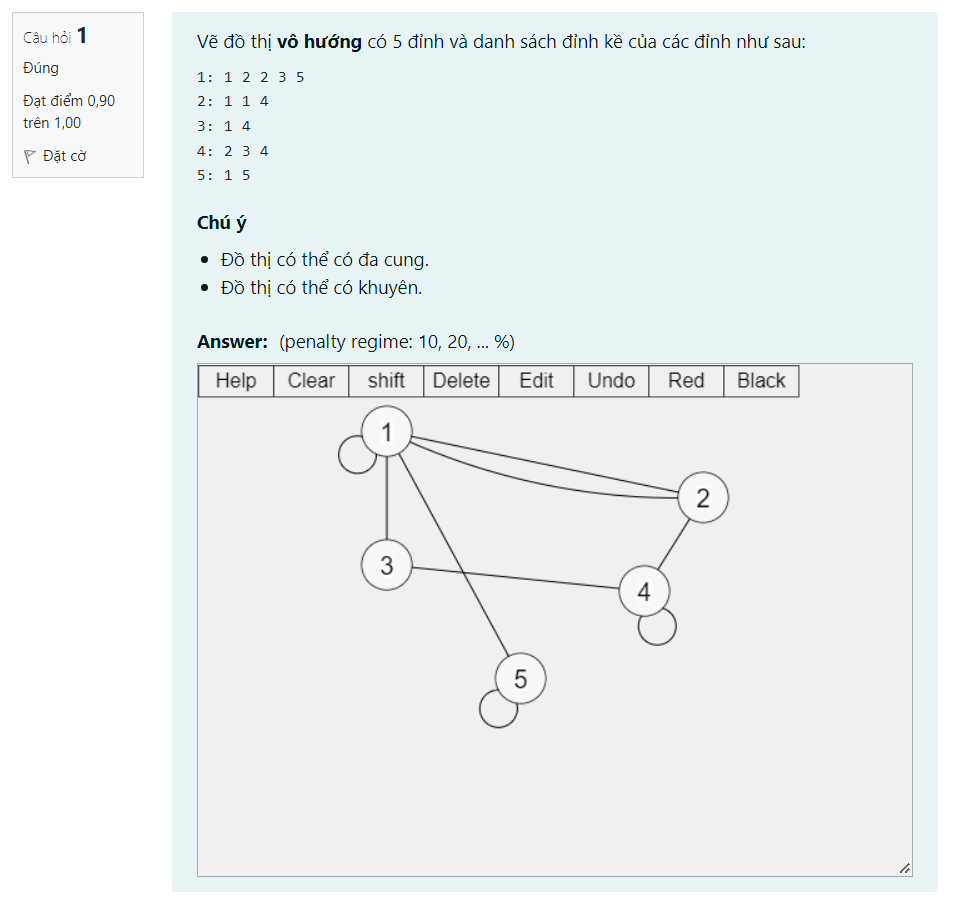 Câu hỏi 1
Đúng
Đạt điểm 0,90
trên 1,00
Đặt cờ
Vẽ đồ thị vô hướng có 5 đỉnh và danh sách đỉnh kề của các đỉnh như sau:
1: 1 2 2 3 5
2: 1 1 4
3: 1 4
4: 2 3 4
5: 1 5
Chú ý
Đồ thị có thể có đa cung.
Đồ thị có thể có khuyên.
Answer: (penalty regime: 10, 20, ... %)
Help Clear shift Delete Edit Undo Red Black
1
2
3
4
5